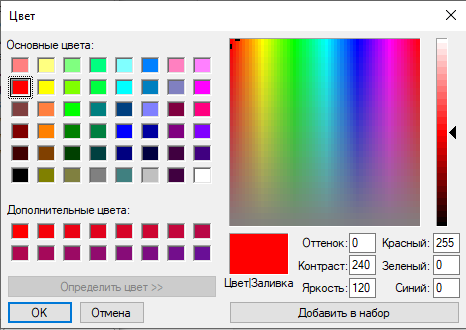 Цвет
Основные цвета:
Дополнительные цвета:
Определить цвет >>
OK
Отмена
Цвет|Заливка
Оттенок: 0
Красный: 255
Контраст: 240
Зеленый: 0
Яркость: 120
Синий: 0
Добавить в набор